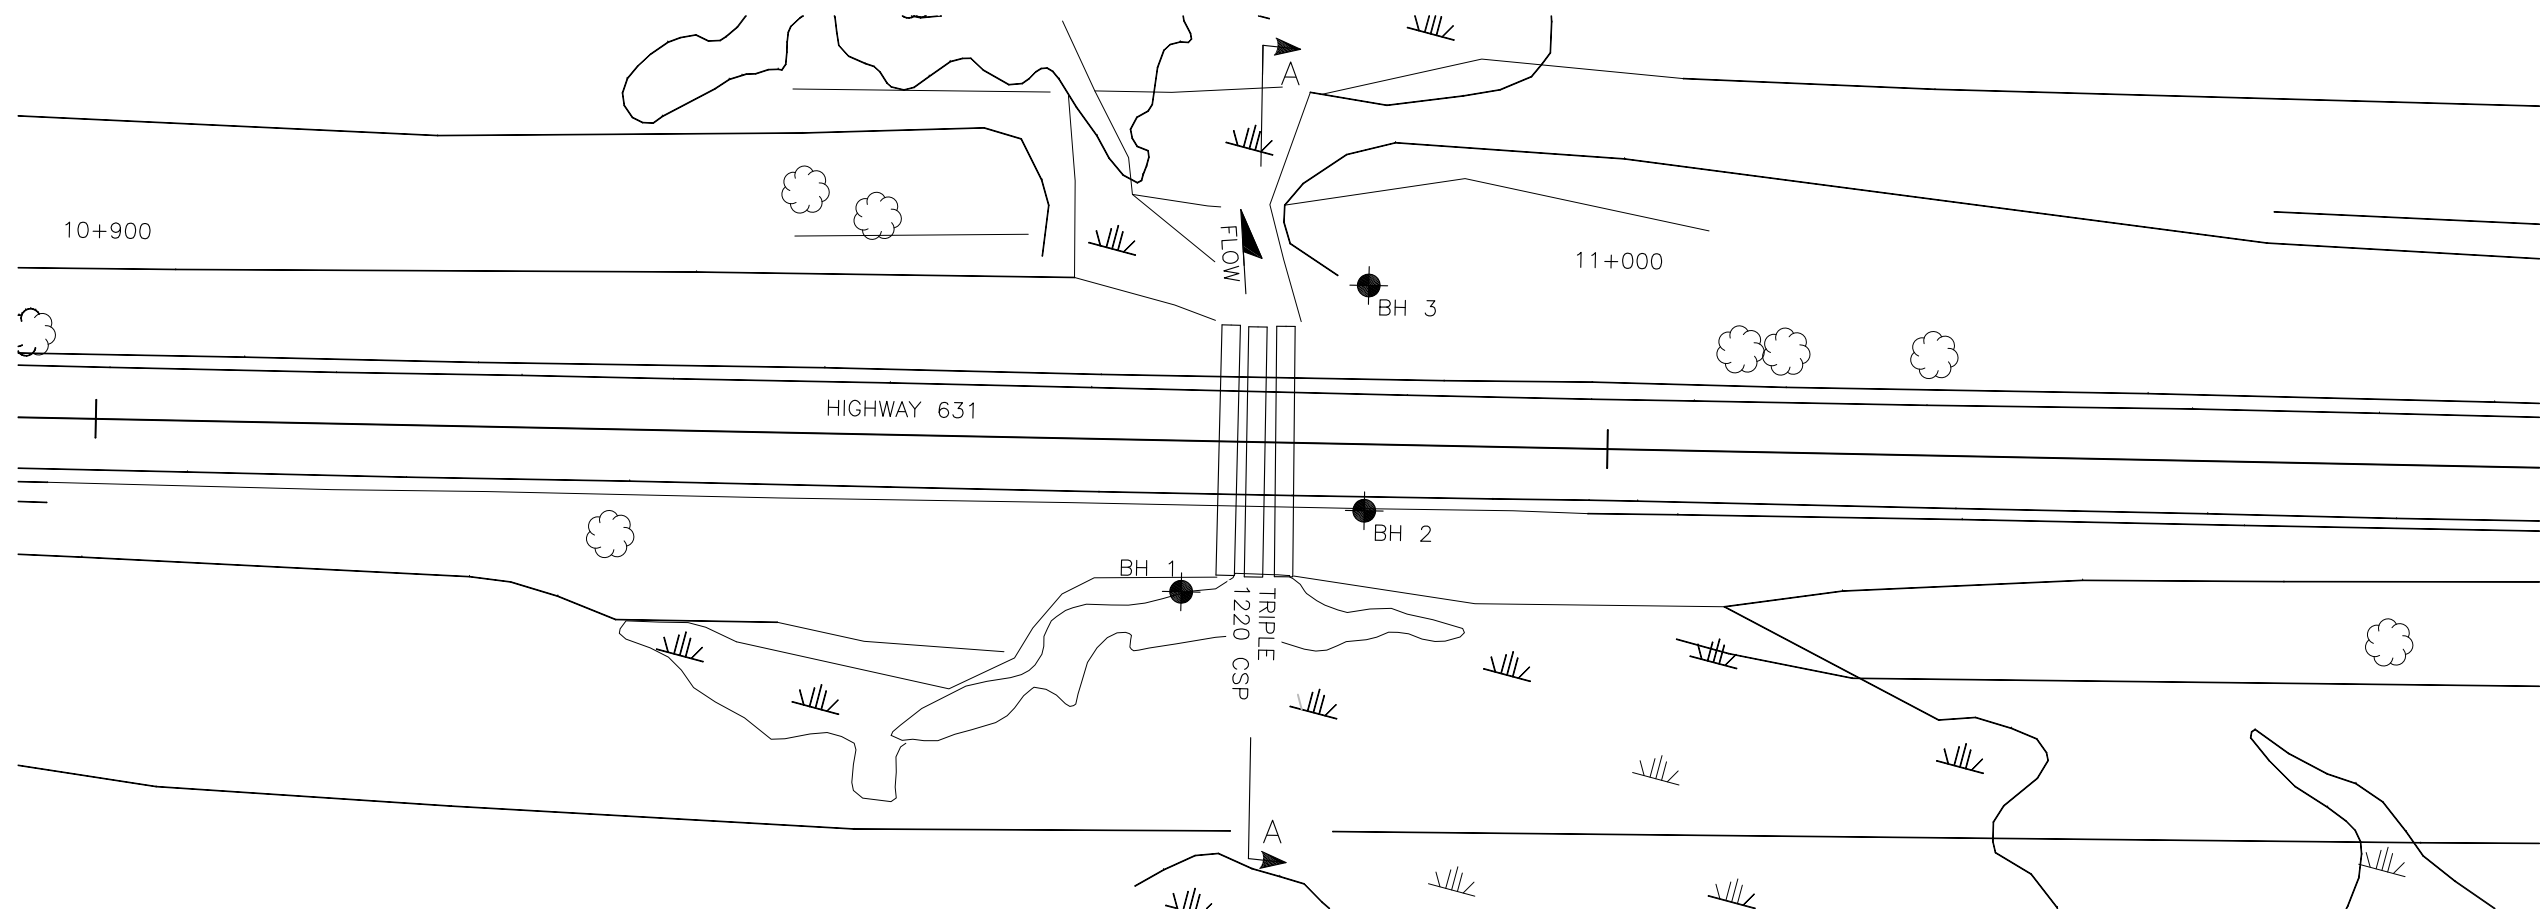 A
10+900
FLOW
11+000
BH 3
HIGHWAY 631
BH 2
BH 1
TRIPLE
1220 CSP
A